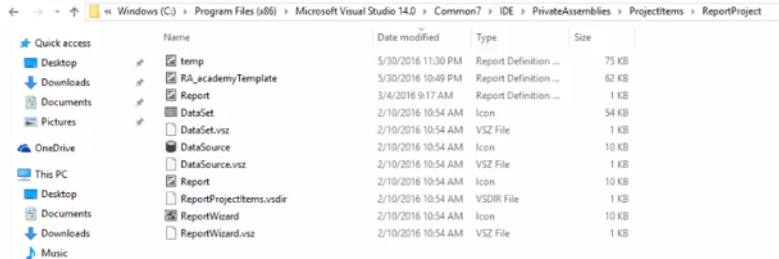 « Windows (C:) › Program Files (x86) › Microsoft Visual Studio 14.0 › Common7 › IDE › PrivateAssemblies › ProjectItems › ReportProject
Quick access
Desktop
Downloads
Documents
Pictures
OneDrive
This PC
Desktop
Documents
Downloads
Music
Name Date modified Type Size
temp 5/30/2016 11:30 PM Report Definition ... 75 KB
RA_academyTemplate 5/30/2016 10:49 PM Report Definition ... 62 KB
Report 3/4/2016 9:17 AM Report Definition ... 1 KB
DataSet 2/10/2016 10:54 AM Icon 54 KB
DataSet.vsz 2/10/2016 10:54 AM VSZ File 1 KB
DataSource 2/10/2016 10:54 AM Icon 10 KB
DataSource.vsz 2/10/2016 10:54 AM VSZ File 1 KB
Report 2/10/2016 10:54 AM Icon 10 KB
ReportProjectItems.vsdir 2/10/2016 10:54 AM VSDIR File 1 KB
ReportWizard 2/10/2016 10:54 AM Icon 10 KB
ReportWizard.vsz 2/10/2016 10:54 AM VSZ File 1 KB